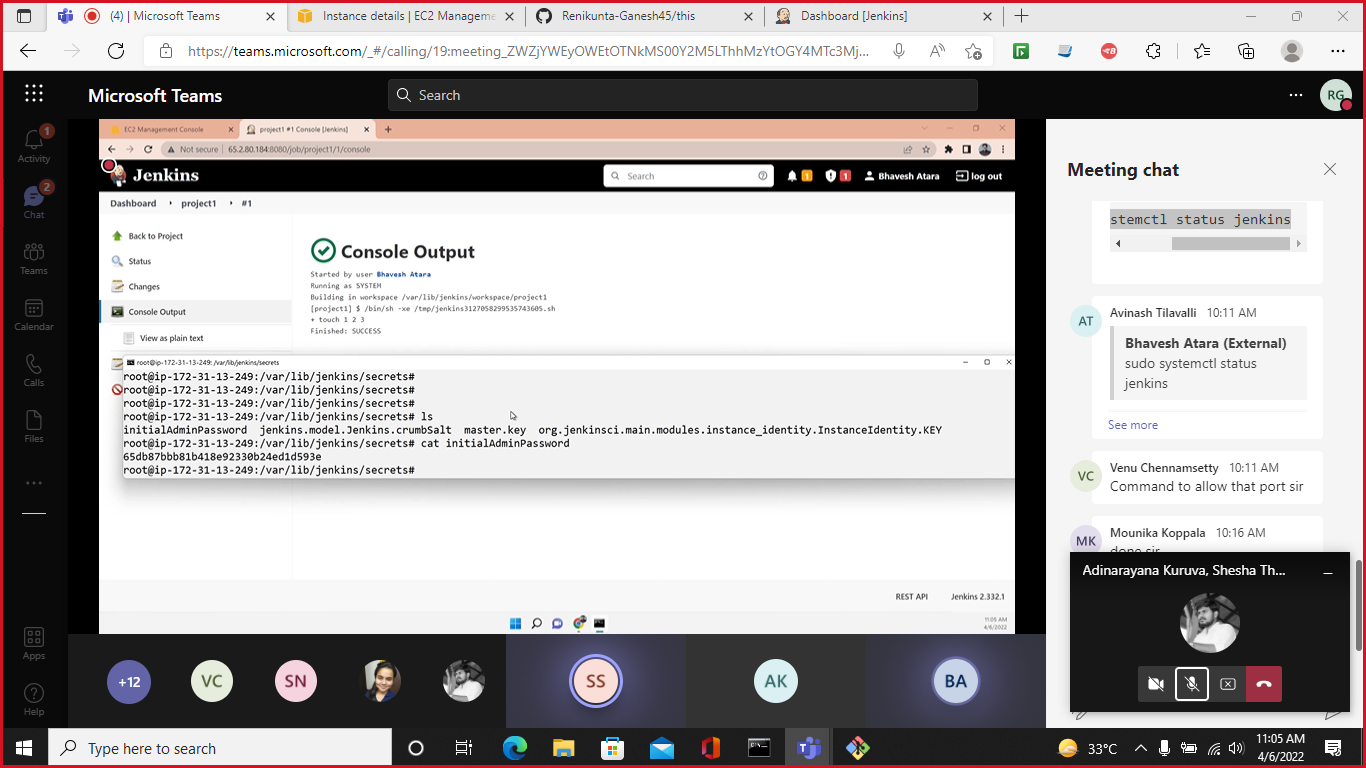 (4) | Microsoft Teams
Instance details | EC2 Manageme
Renikunta-Ganesh45/this
Dashboard [Jenkins]
https://teams.microsoft.com/_#/calling/19:meeting_ZWZjYWEyOWEtOTNkMS00Y2M5LThhMzYtOGY4MTc3Mj...
Microsoft Teams
Search
RG
1
Activity
2
Chat
Teams
Calendar
Calls
Files
Apps
Help
EC2 Management Console
project1 #1 Console [Jenkins]
Not secure | 65.2.80.184:8080/job/project1/1/console
Jenkins
Search
1
1
Bhavesh Atara
log out
Dashboard
project1
#1
Back to Project
Status
Changes
Console Output
View as plain text
Console Output
Started by user Bhavesh Atara
Running as SYSTEM
Building in workspace /var/lib/jenkins/workspace/project1
[project1] $ /bin/sh -xe /tmp/jenkins3127058299535743605.sh
+ touch 1 2 3
Finished: SUCCESS
root@ip-172-31-13-249: /var/lib/jenkins/secrets
root@ip-172-31-13-249:/var/lib/jenkins/secrets#
root@ip-172-31-13-249:/var/lib/jenkins/secrets#
root@ip-172-31-13-249:/var/lib/jenkins/secrets#
root@ip-172-31-13-249:/var/lib/jenkins/secrets# ls
initialAdminPassword jenkins.model.Jenkins.crumbSalt master.key org.jenkinsci.main.modules.instance_identity.InstanceIdentity.KEY
root@ip-172-31-13-249:/var/lib/jenkins/secrets# cat initialAdminPassword
65db87bbb81b418e92330b24ed1d593e
root@ip-172-31-13-249:/var/lib/jenkins/secrets#
REST API
Jenkins 2.332.1
11:05 AM
4/6/2022
+12
VC
SN
SS
AK
BA
Meeting chat
stemctl status jenkins
AT
Avinash Tilavalli 10:11 AM
Bhavesh Atara (External)
sudo systemctl status
jenkins
See more
VC
Venu Chennamsetty 10:11 AM
Command to allow that port sir
MK
Mounika Koppala 10:16 AM
done sir
Adinarayana Kuruva, Shesha Th...
Type here to search
33°C
11:05 AM
4/6/2022